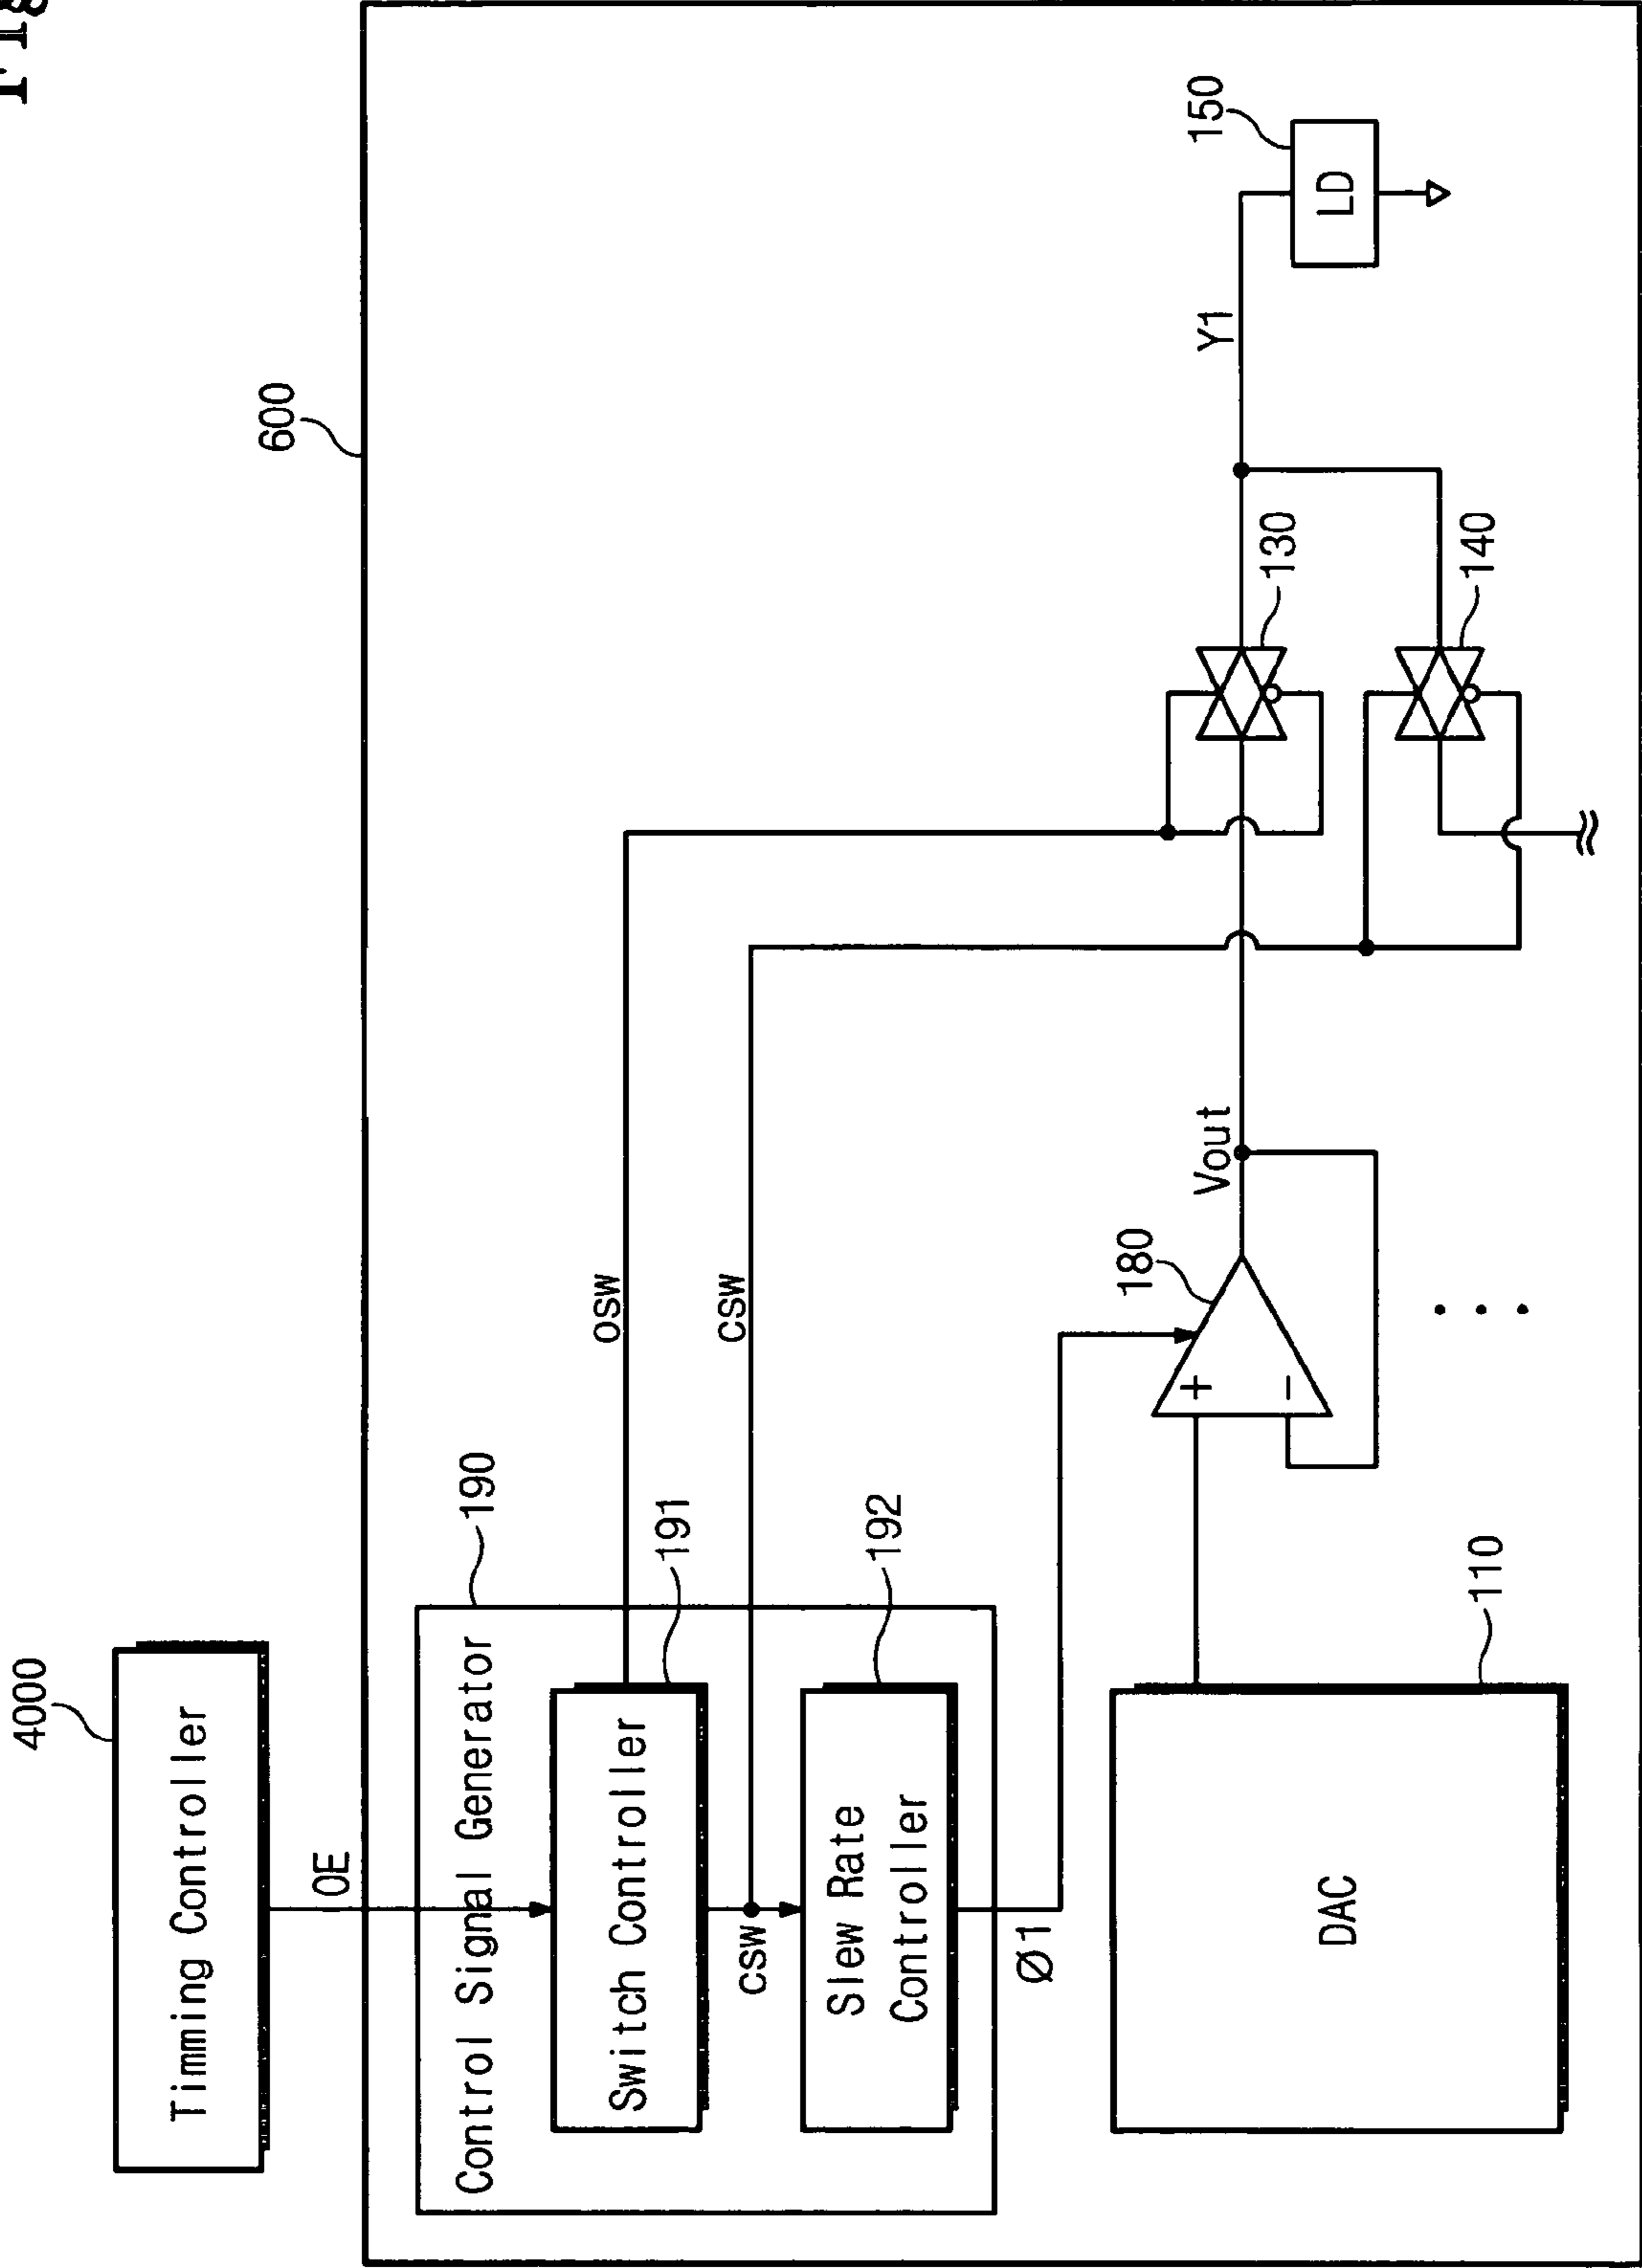 4000
Timming Controller
OE
600
190
Control Signal Generator
Switch Controller
191
osw
csw
csw
Slew Rate
Controller
192
Ø1
DAC
110
+
−
180
Vout
130
140
Y1
LD
150